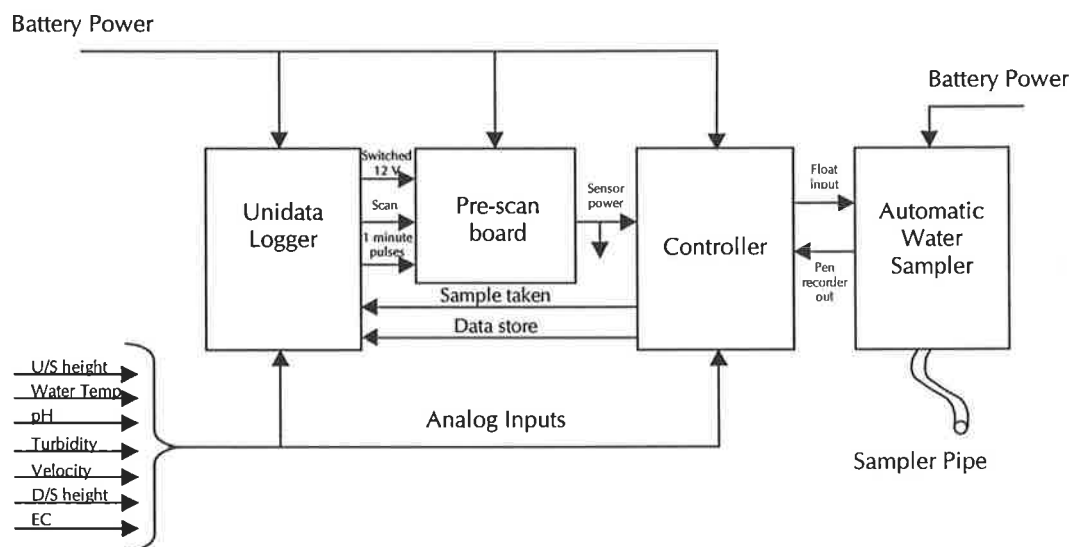 Battery Power
Battery Power
Unidata
Logger
Switched
12 V
Scan
1 minute
pulses
Pre-scan
board
Sensor
power
Controller
Float
input
Pen
recorder
out
Automatic
Water
Sampler
Sample taken
Data store
U/S height
Water Temp
pH
Turbidity
Velocity
D/S height
EC
Analog Inputs
Sampler Pipe